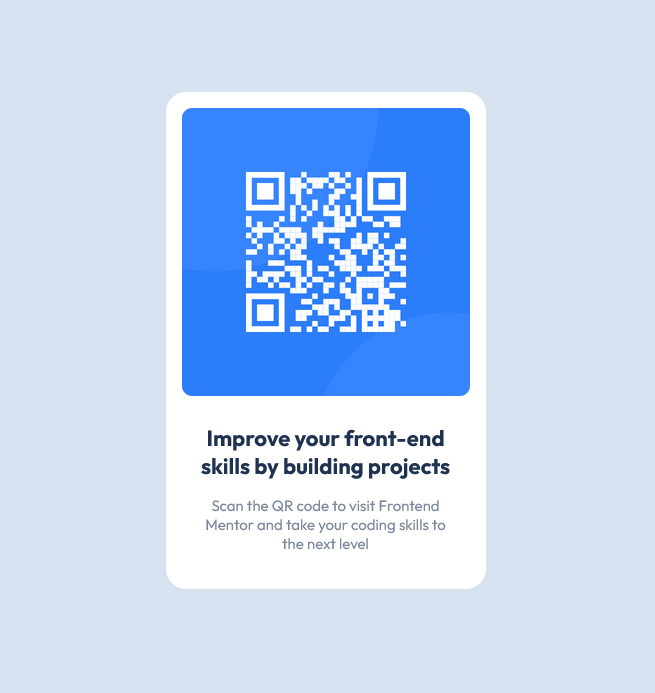 Improve your front-end
skills by building projects
Scan the QR code to visit Frontend
Mentor and take your coding skills to
the next level